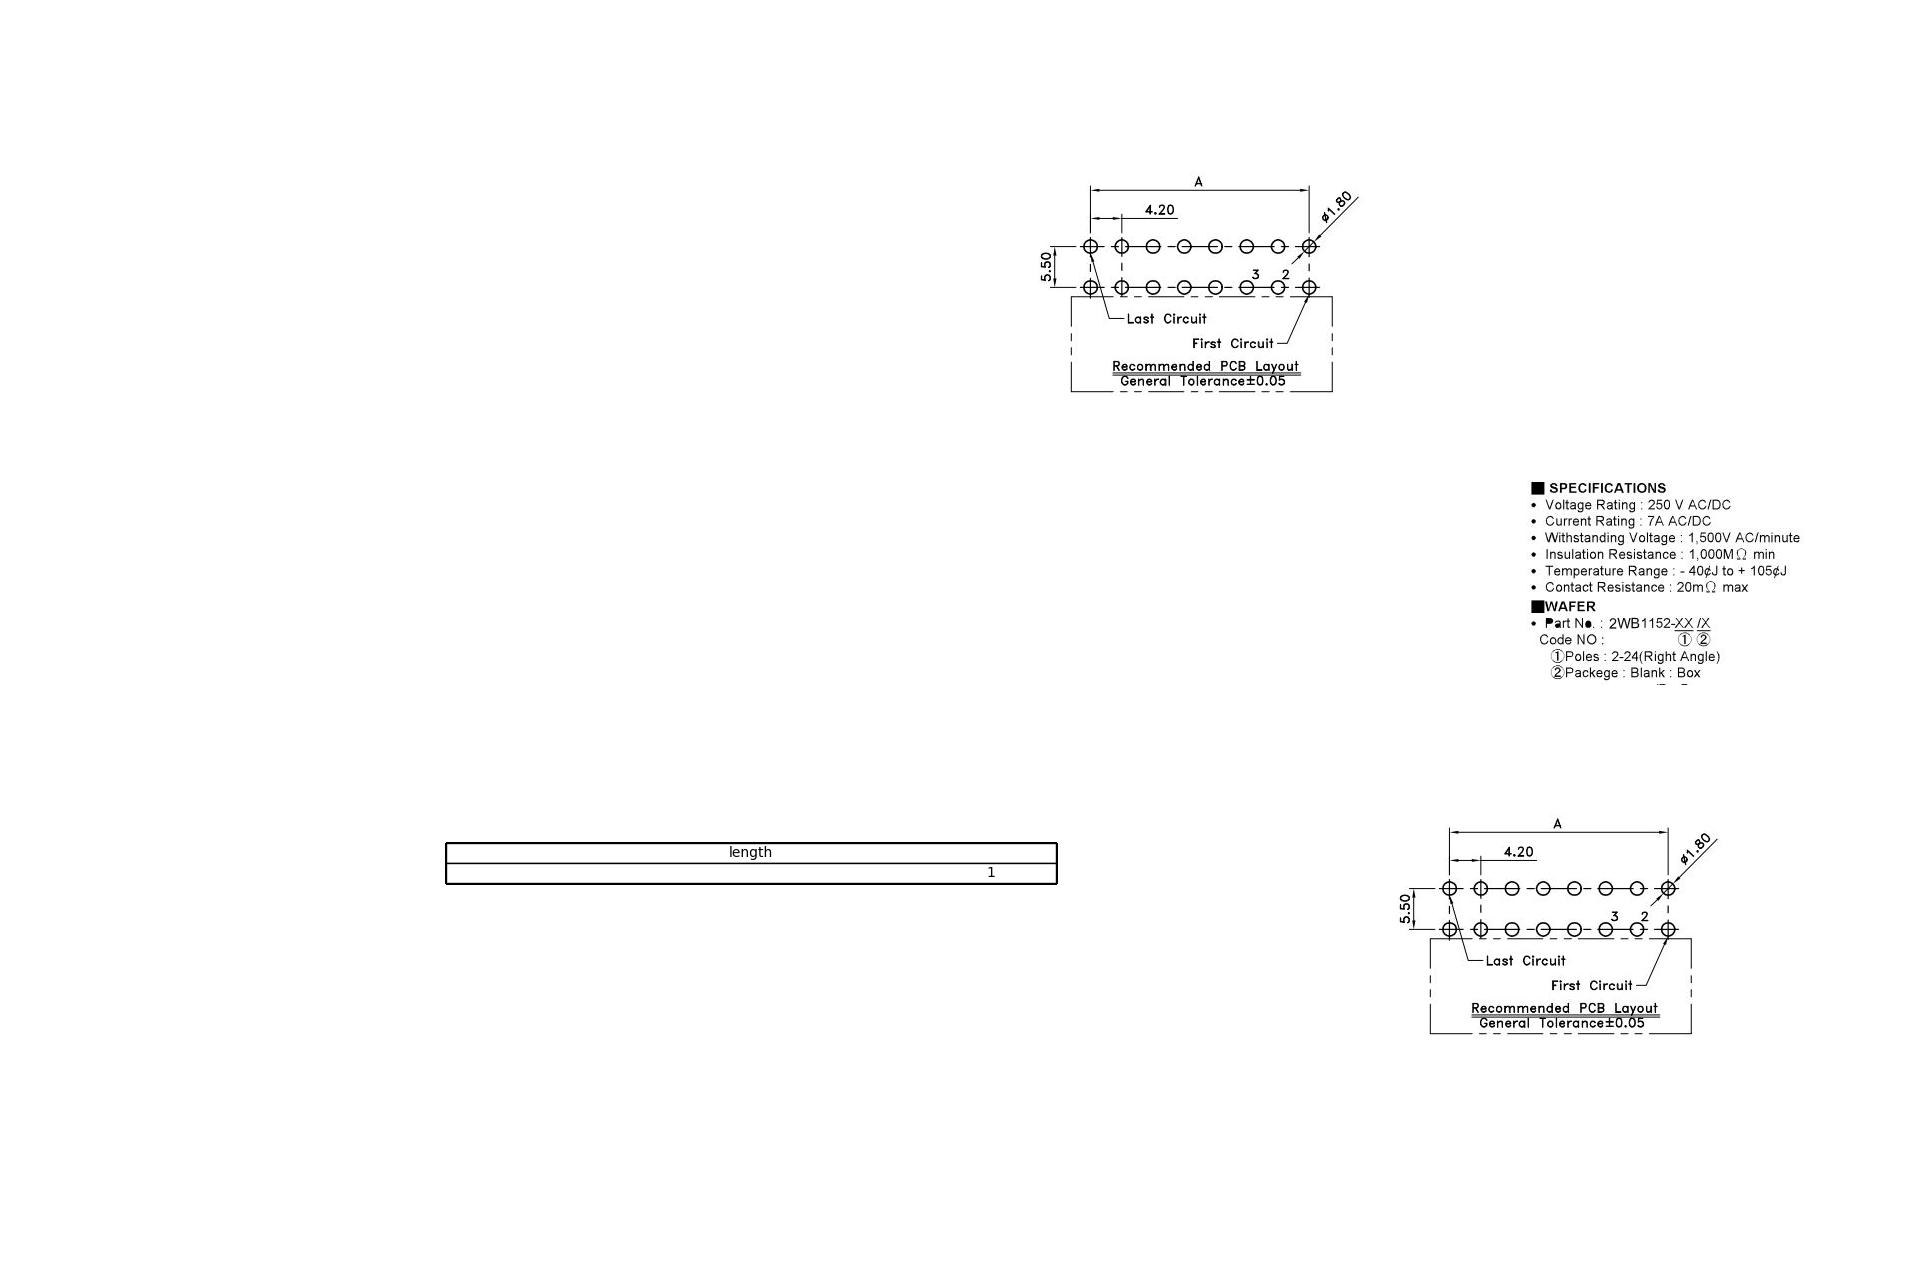 A
4.20
ø1.80
5.50
3 2
Last Circuit
First Circuit
Recommended PCB Layout
General Tolerance±0.05
■ SPECIFICATIONS
• Voltage Rating : 250 V AC/DC
• Current Rating : 7A AC/DC
• Withstanding Voltage : 1,500V AC/minute
• Insulation Resistance : 1,000MΩ min
• Temperature Range : - 40¢J to + 105¢J
• Contact Resistance : 20mΩ max
■WAFER
• Part No. : 2WB1152-XX /X
Code NO : ① ②
①Poles : 2-24(Right Angle)
②Packege : Blank : Box
length
1
A
4.20
ø1.80
5.50
3 2
Last Circuit
First Circuit
Recommended PCB Layout
General Tolerance±0.05